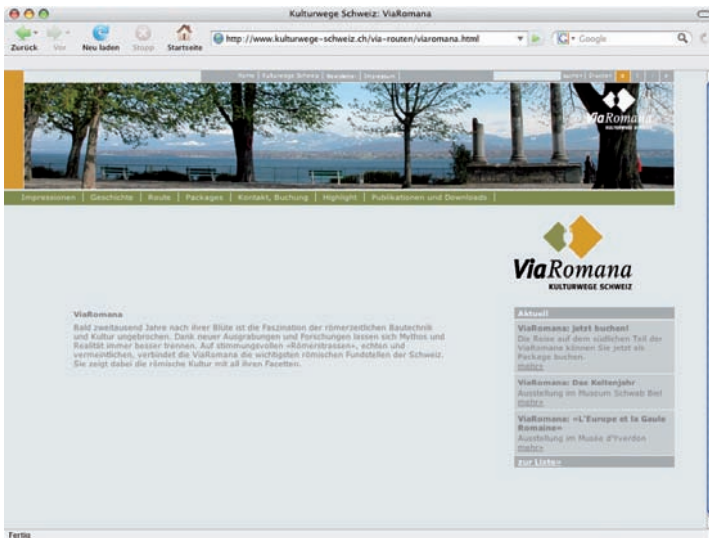 Kulturwege Schweiz: ViaRomana
Zurück Vor Neu laden Stopp Startseite
http://www.kulturwege-schweiz.ch/via-routen/viaromana.html
Google
Home | Kulturwege Schweiz | Newsletter | Impressum |
suchen | Drucken
ViaRomana
KULTURWEGE SCHWEIZ
Impressionen | Geschichte | Route | Packages | Kontakt, Buchung | Highlight | Publikationen und Downloads |
ViaRomana
KULTURWEGE SCHWEIZ
ViaRomana
Bald zweitausend Jahre nach ihrer Blüte ist die Faszination der römerzeitlichen Bautechnik
und Kultur ungebrochen. Dank neuer Ausgrabungen und Forschungen lassen sich Mythos und
Realität immer besser trennen. Auf stimmungsvollen «Römerstrassen», echten und
vermeintlichen, verbindet die ViaRomana die wichtigsten römischen Fundstellen der Schweiz.
Sie zeigt dabei die römische Kultur mit all ihren Facetten.
Aktuell
ViaRomana: jetzt buchen!
Die Reise auf dem südlichen Teil der
ViaRomana können Sie jetzt als
Package buchen.
mehr»
ViaRomana: Das Keltenjahr
Ausstellung im Museum Schwab Biel
mehr»
ViaRomana: «L'Europe et la Gaule
Romaine»
Ausstellung im Musée d'Yverdon
mehr»
zur Liste»
Fertig